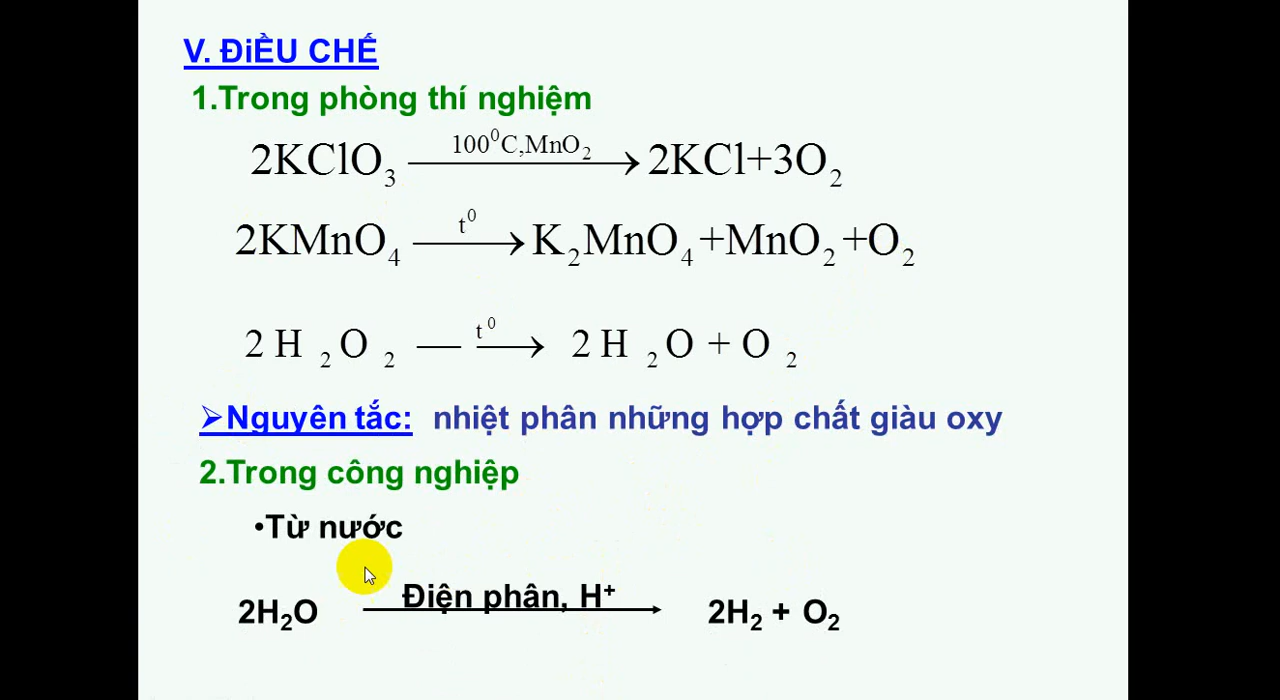 V. ĐiỀU CHẾ
1.Trong phòng thí nghiệm
2KClO₃ —100⁰C,MnO₂→ 2KCl+3O₂
2KMnO₄ —t⁰→ K₂MnO₄+MnO₂+O₂
2H₂O₂ —t⁰→ 2H₂O+O₂
➢Nguyên tắc: nhiệt phân những hợp chất giàu oxy
2.Trong công nghiệp
•Từ nước
2H₂O —Điện phân, H⁺→ 2H₂ + O₂